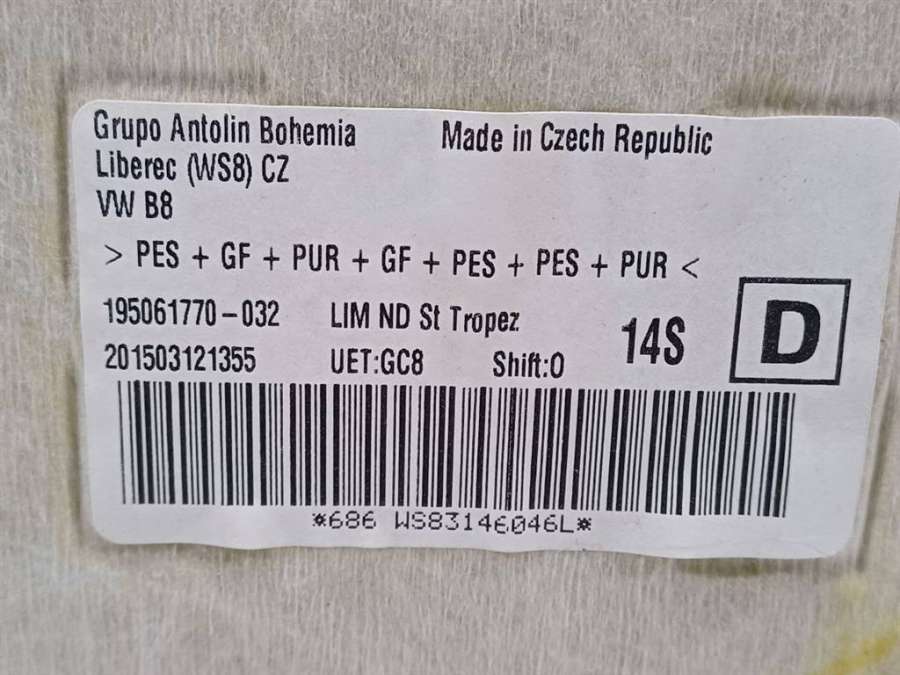 Grupo Antolin Bohemia Made in Czech Republic
Liberec (WS8) CZ
VW B8
> PES + GF + PUR + GF + PES + PES + PUR <
195061770-032 LIM ND St Tropez 14S D
201503121355 UET:GC8 Shift:0
*686 WS83146046L*